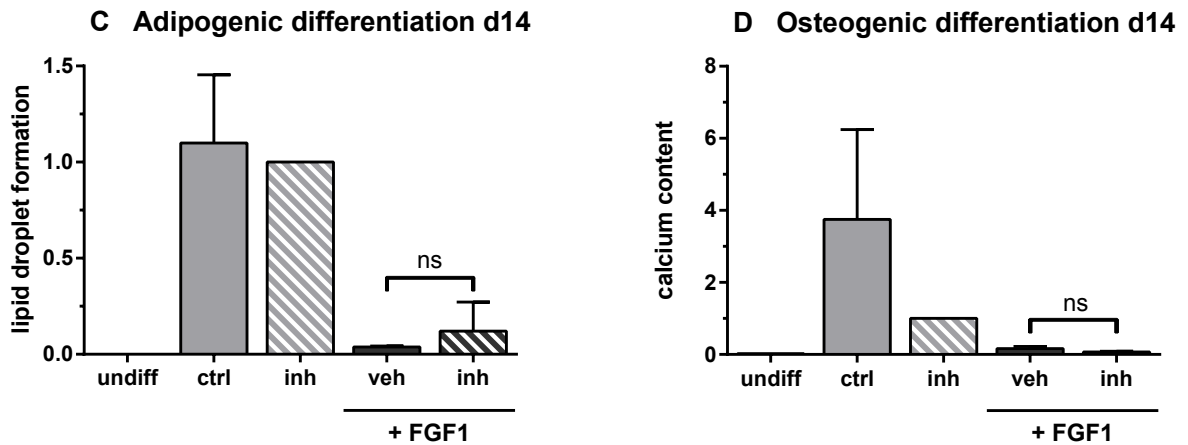 C Adipogenic differentiation d14
lipid droplet formation
1.5
1.0
0.5
0.0
ns
undiff ctrl inh veh inh
+ FGF1
D Osteogenic differentiation d14
calcium content
8
6
4
2
0
ns
undiff ctrl inh veh inh
+ FGF1